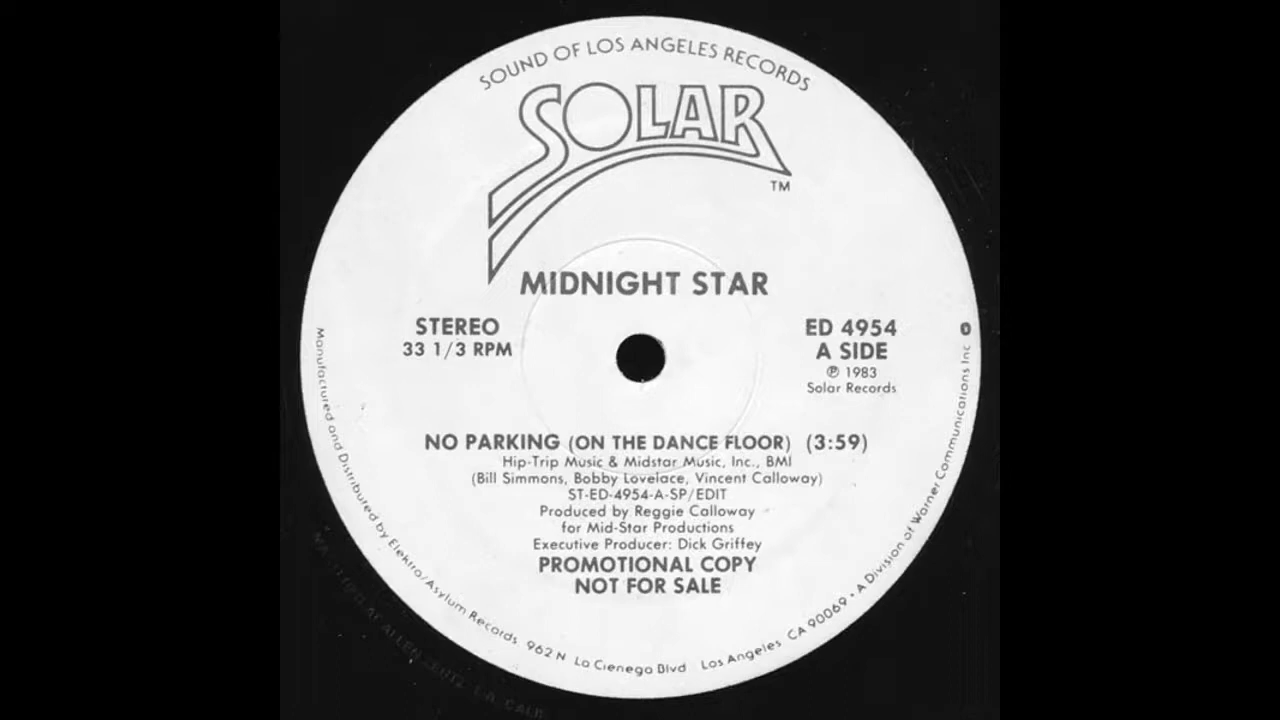 SOUND OF LOS ANGELES RECORDS
SOLAR
TM
MIDNIGHT STAR
STEREO
33 1/3 RPM
ED 4954
A SIDE
℗ 1983
Solar Records
0
NO PARKING (ON THE DANCE FLOOR) (3:59)
Hip-Trip Music & Midstar Music, Inc., BMI
(Bill Simmons, Bobby Lovelace, Vincent Calloway)
ST-ED-4954-A-SP/EDIT
Produced by Reggie Calloway
for Mid-Star Productions
Executive Producer: Dick Griffey
PROMOTIONAL COPY
NOT FOR SALE
Manufactured and Distributed by Elektra/Asylum Records 962 N La Cienega Blvd Los Angeles CA 90069 • A Division of Warner Communications Inc